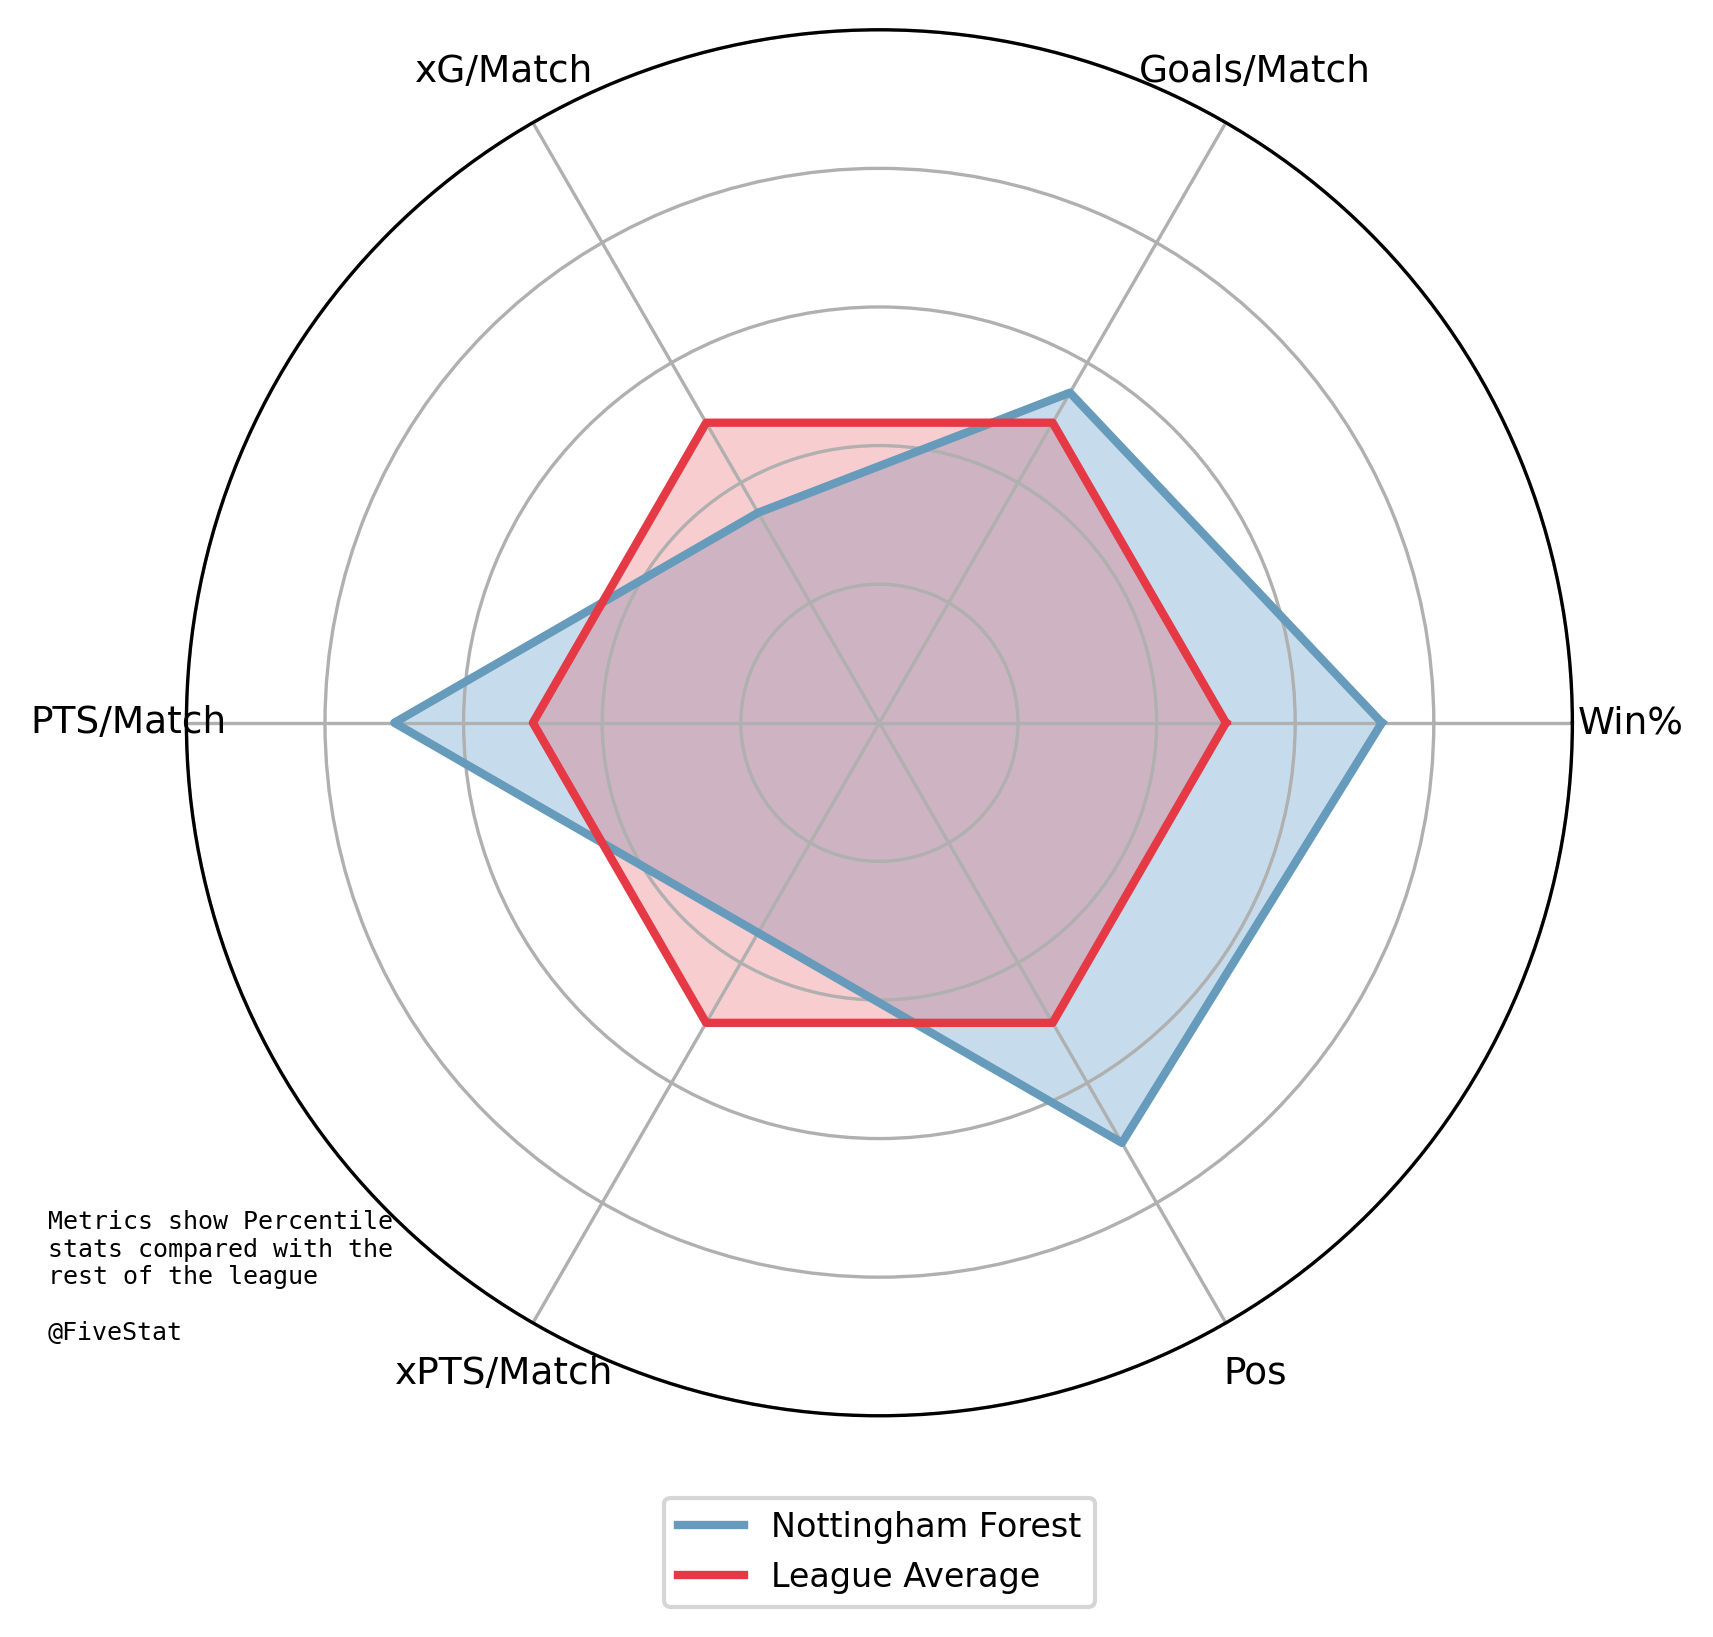 xG/Match
Goals/Match
PTS/Match
Win%
Metrics show Percentile
stats compared with the
rest of the league
@FiveStat
xPTS/Match
Pos
Nottingham Forest
League Average